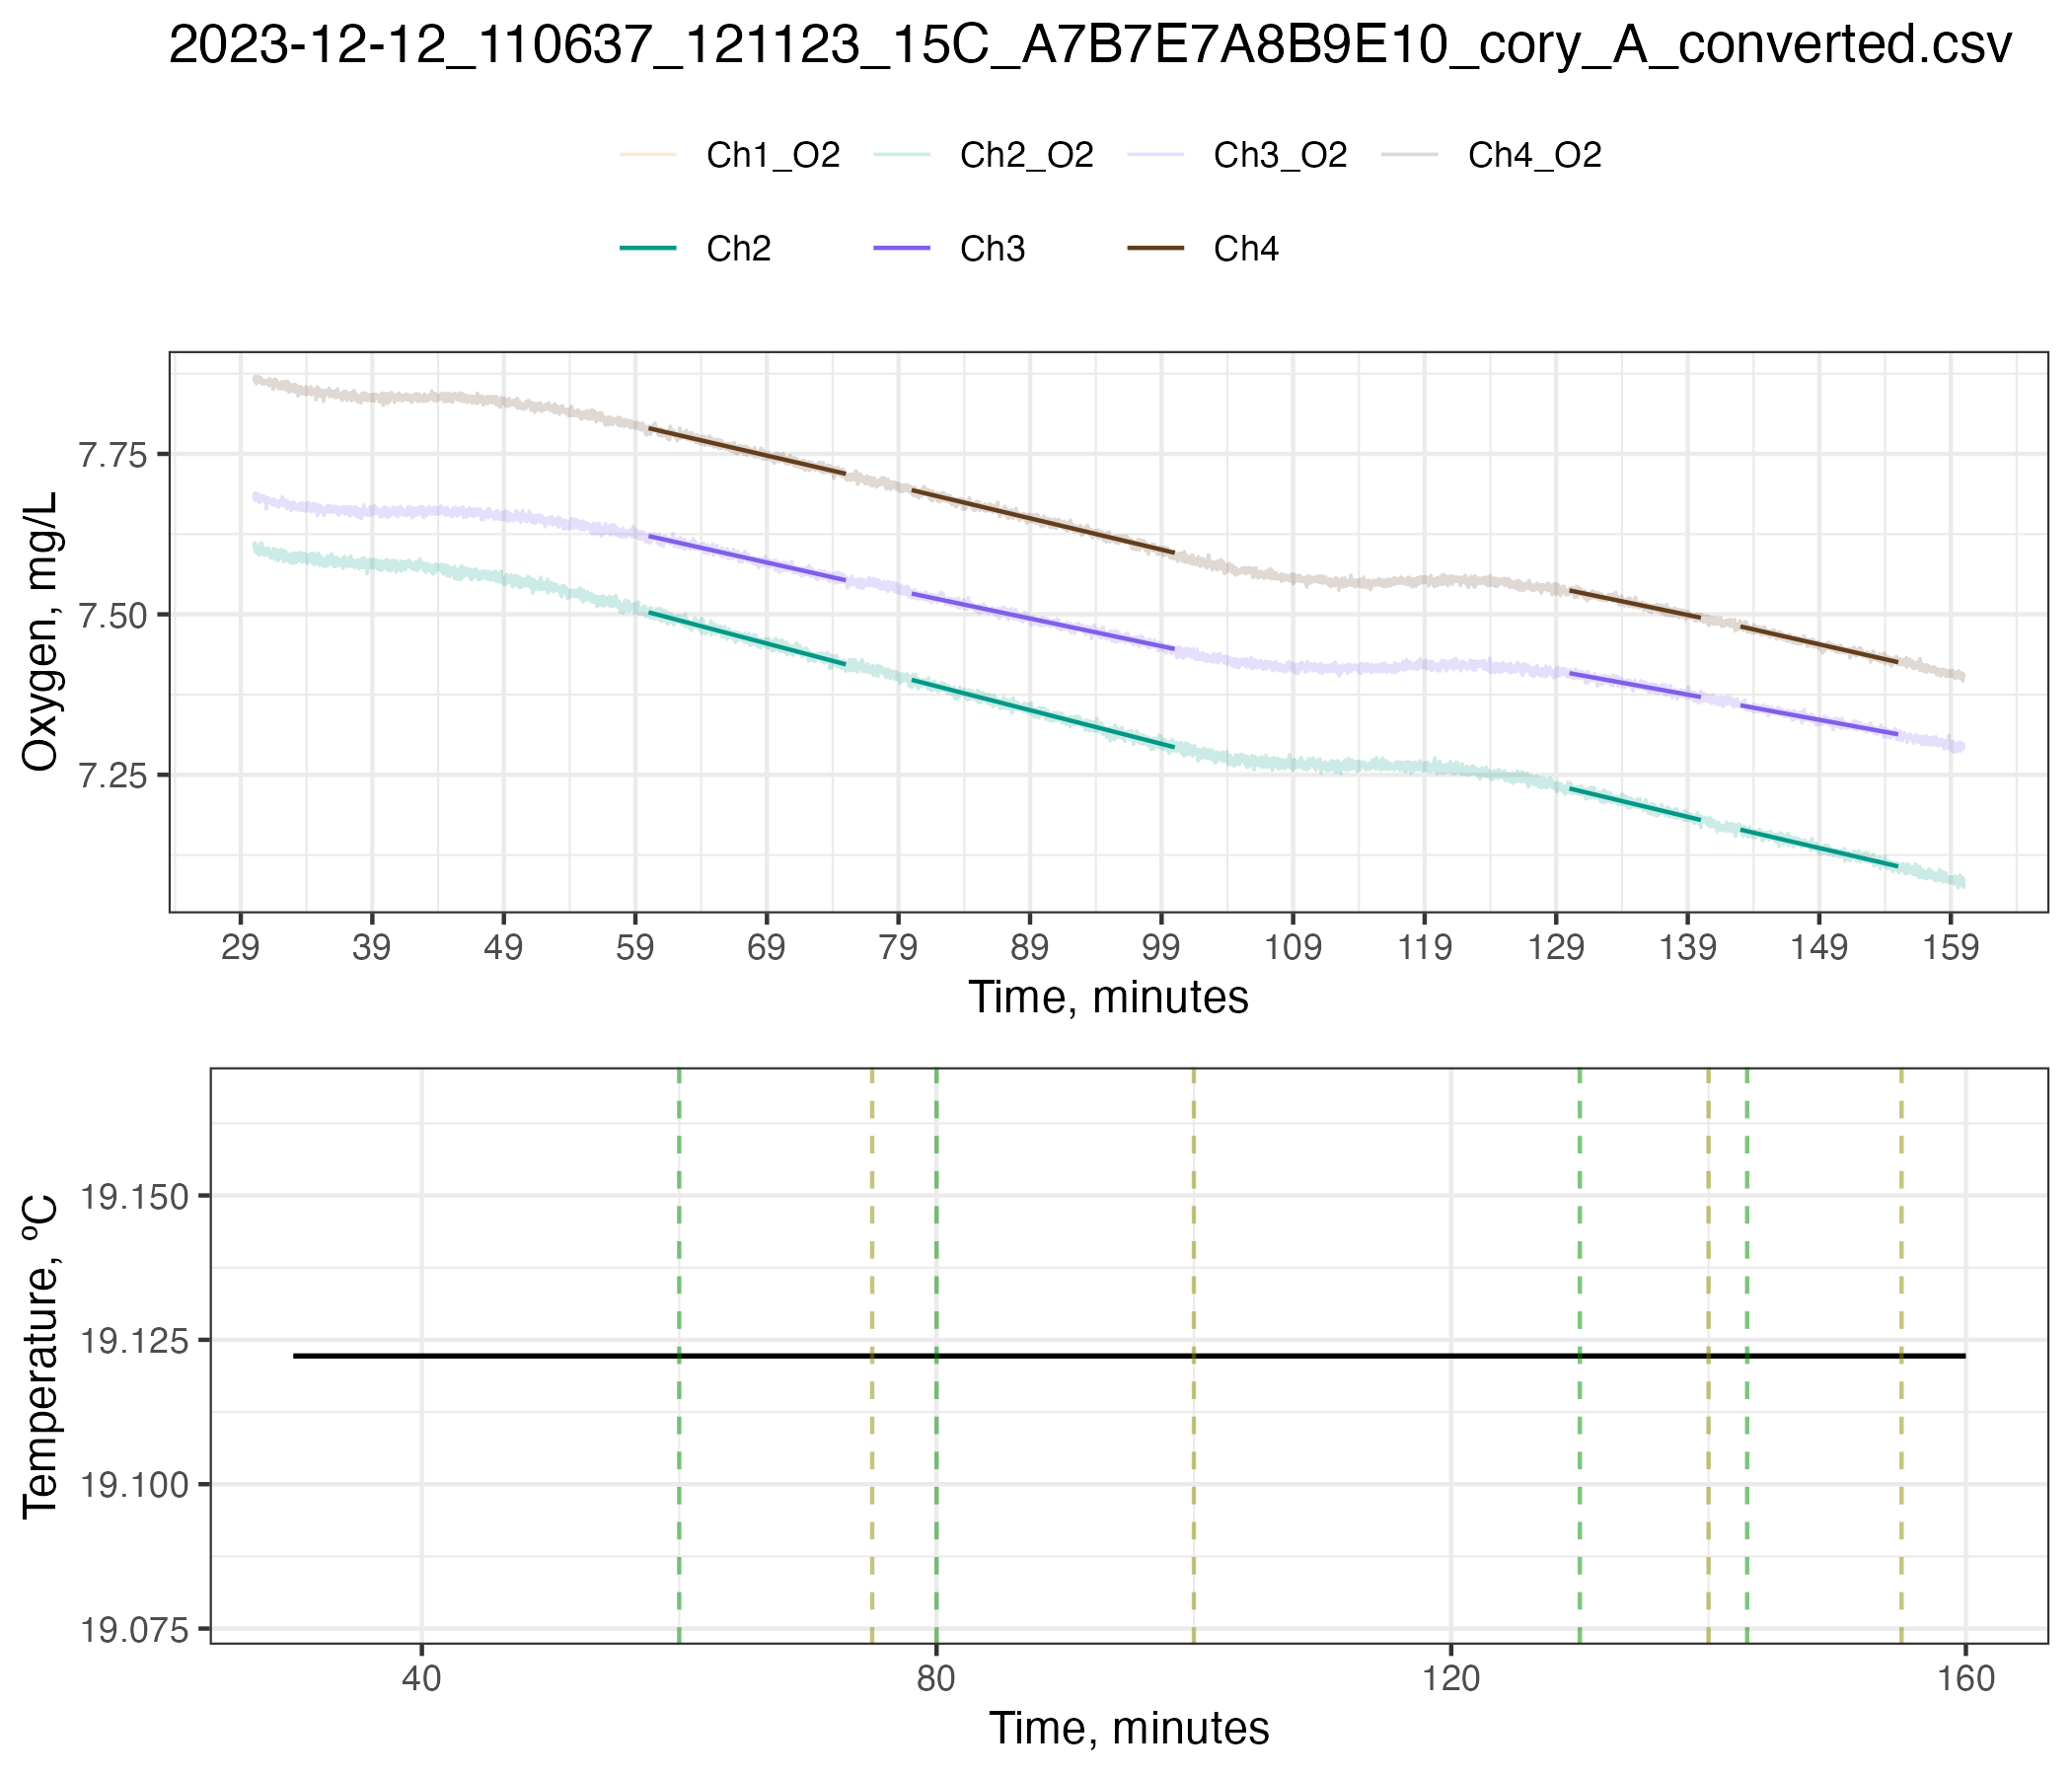 2023-12-12_110637_121123_15C_A7B7E7A8B9E10_cory_A_converted.csv
Ch1_O2 Ch2_O2 Ch3_O2 Ch4_O2
Ch2 Ch3 Ch4
Oxygen, mg/L
7.75
7.50
7.25
29 39 49 59 69 79 89 99 109 119 129 139 149 159
Time, minutes
Temperature, ºC
19.150
19.125
19.100
19.075
40 80 120 160
Time, minutes